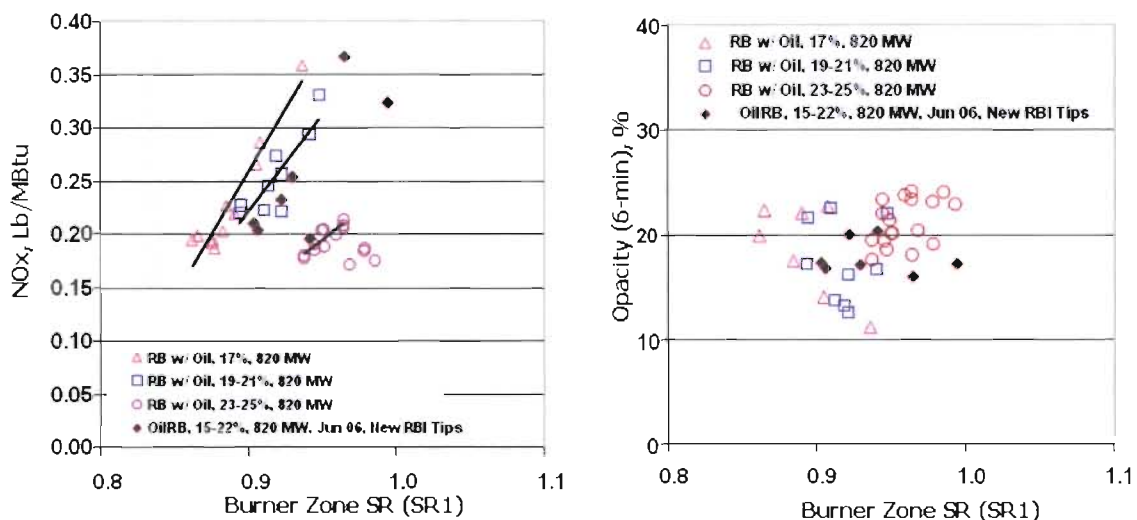 0.40
0.35
0.30
0.25
0.20
0.15
0.10
0.05
0.00
NOx, Lb/MBtu
RB w/ Oil, 17%, 820 MW
RB w/ Oil, 19-21%, 820 MW
RB w/ Oil, 23-25%, 820 MW
OilRB, 15-22%, 820 MW, Jun 06, New RBI Tips
0.8 0.9 1.0 1.1
Burner Zone SR (SR1)
40
30
20
10
0
Opacity (6-min), %
RB w/ Oil, 17%, 820 MW
RB w/ Oil, 19-21%, 820 MW
RB w/ Oil, 23-25%, 820 MW
OilRB, 15-22%, 820 MW, Jun 06, New RBI Tips
0.8 0.9 1.0 1.1
Burner Zone SR (SR1)